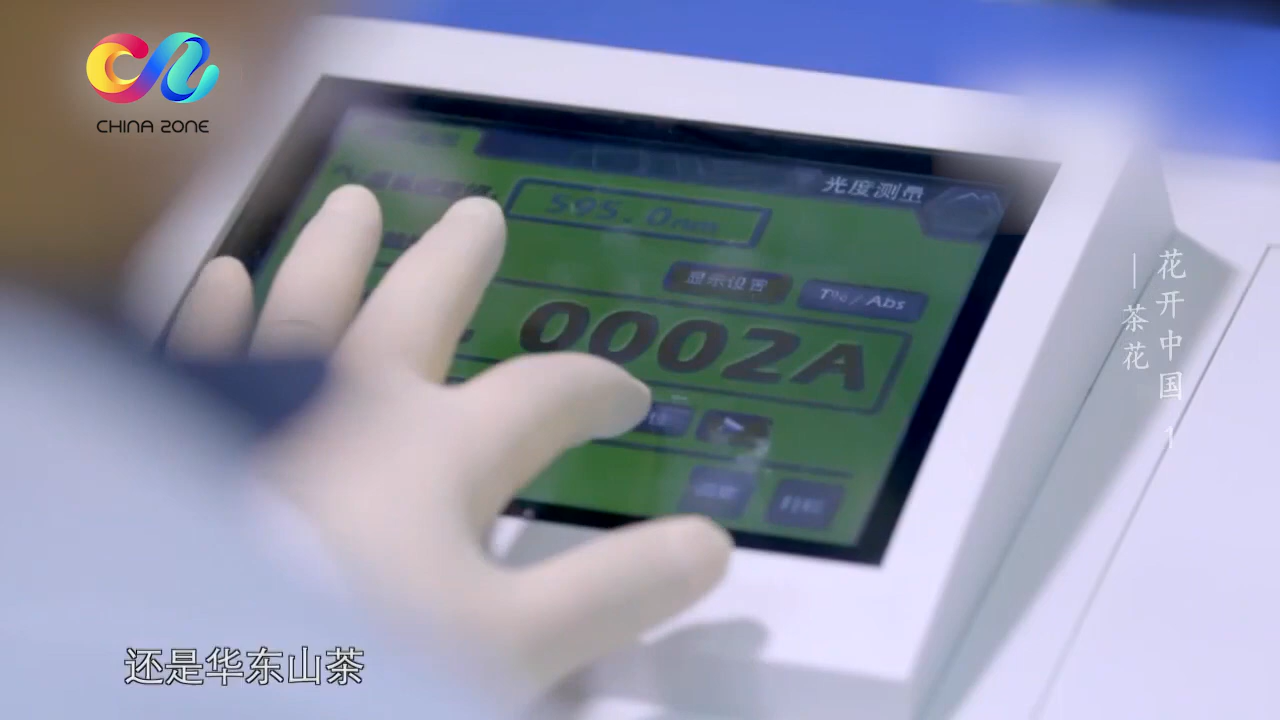 CHINA ZONE
光度测量
595.0nm
显示设置
T%/Abs
0002A
花开中国 1
—茶花
还是华东山茶